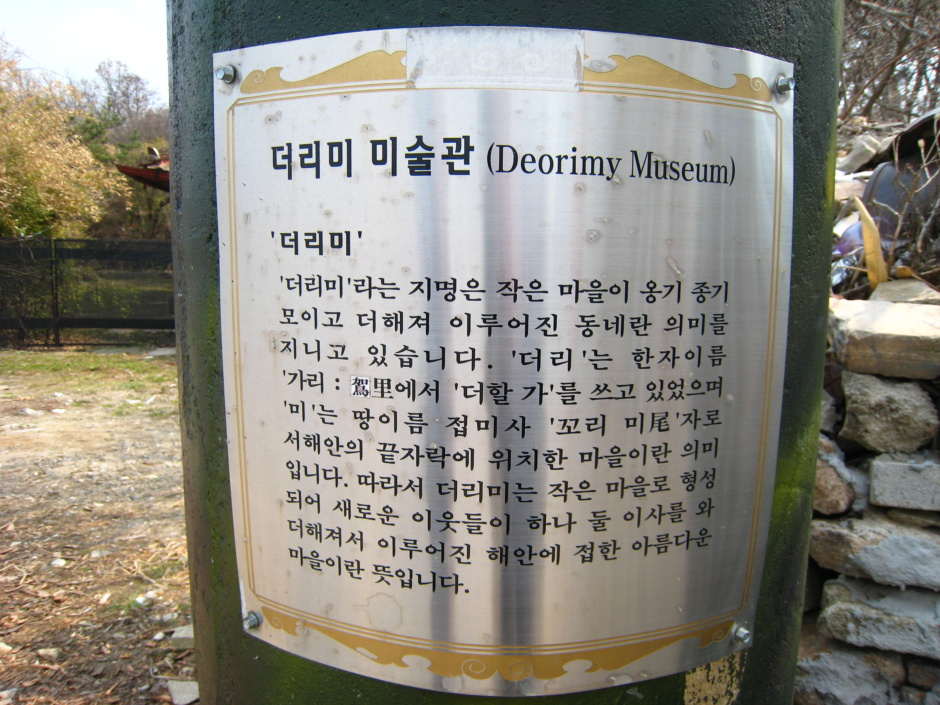 더리미 미술관 (Deorimy Museum)
'더리미'
'더리미'라는 지명은 작은 마을이 옹기 종기
모이고 더해져 이루어진 동네란 의미를
지니고 있습니다. '더리'는 한자이름
'가리 : 駕里에서 '더할 가'를 쓰고 있었으며
'미'는 땅이름 접미사 '꼬리 미尾'자로
서해안의 끝자락에 위치한 마을이란 의미
입니다. 따라서 더리미는 작은 마을로 형성
되어 새로운 이웃들이 하나 둘 이사를 와
더해져서 이루어진 해안에 접한 아름다운
마을이란 뜻입니다.